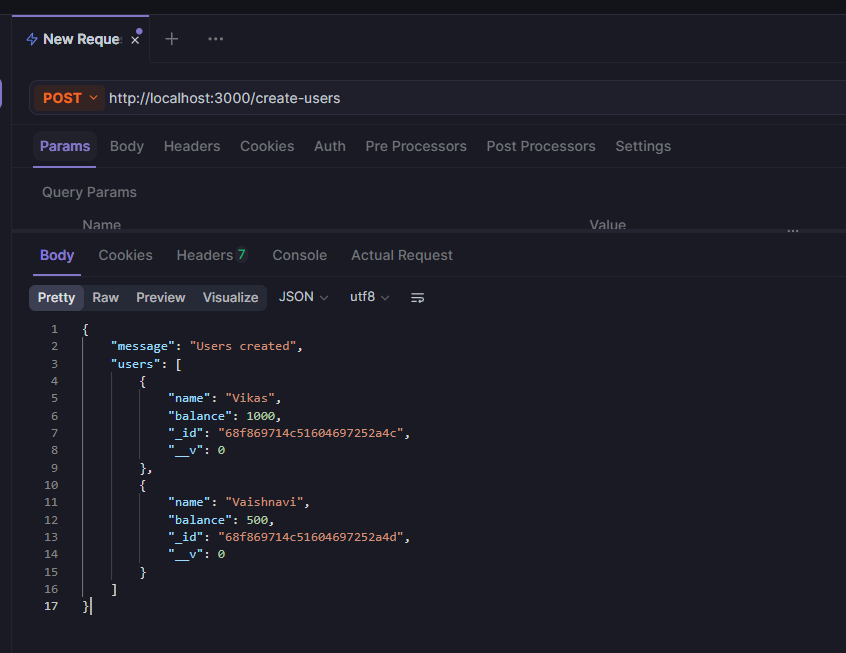 New Reque
POST http://localhost:3000/create-users
Params Body Headers Cookies Auth Pre Processors Post Processors Settings
Query Params
Name Value
Body Cookies Headers 7 Console Actual Request
Pretty Raw Preview Visualize JSON utf8
1 {
2 "message": "Users created",
3 "users": [
4 {
5 "name": "Vikas",
6 "balance": 1000,
7 "_id": "68f869714c51604697252a4c",
8 "__v": 0
9 },
10 {
11 "name": "Vaishnavi",
12 "balance": 500,
13 "_id": "68f869714c51604697252a4d",
14 "__v": 0
15 }
16 ]
17 }